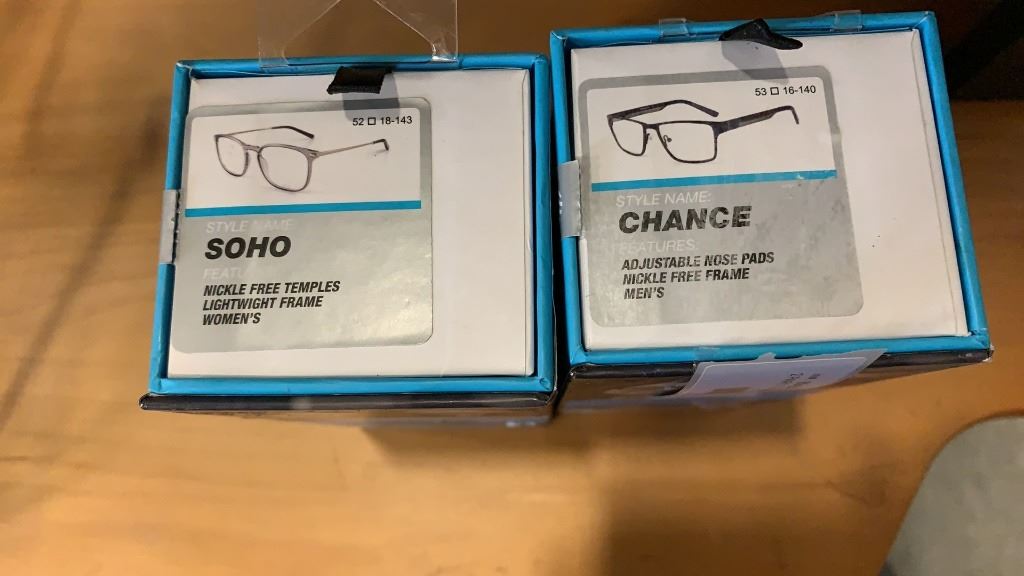 52 □ 18-143
STYLE NAME:
SOHO
FEATURES:
NICKLE FREE TEMPLES
LIGHTWIGHT FRAME
WOMEN'S
53 □ 16-140
STYLE NAME:
CHANCE
FEATURES:
ADJUSTABLE NOSE PADS
NICKLE FREE FRAME
MEN'S